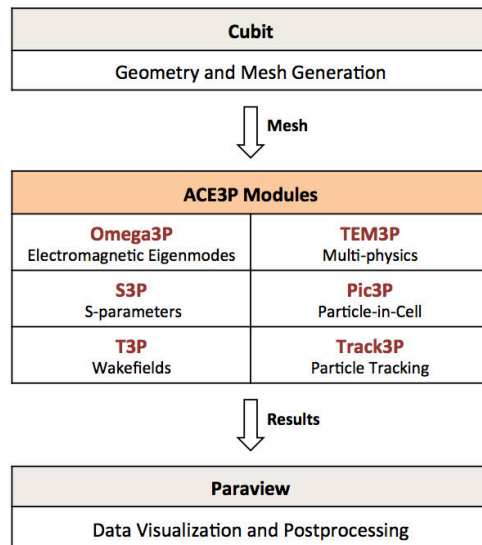 Cubit
Geometry and Mesh Generation
Mesh
ACE3P Modules
Omega3P
Electromagnetic Eigenmodes
TEM3P
Multi-physics
S3P
S-parameters
Pic3P
Particle-in-Cell
T3P
Wakefields
Track3P
Particle Tracking
Results
Paraview
Data Visualization and Postprocessing